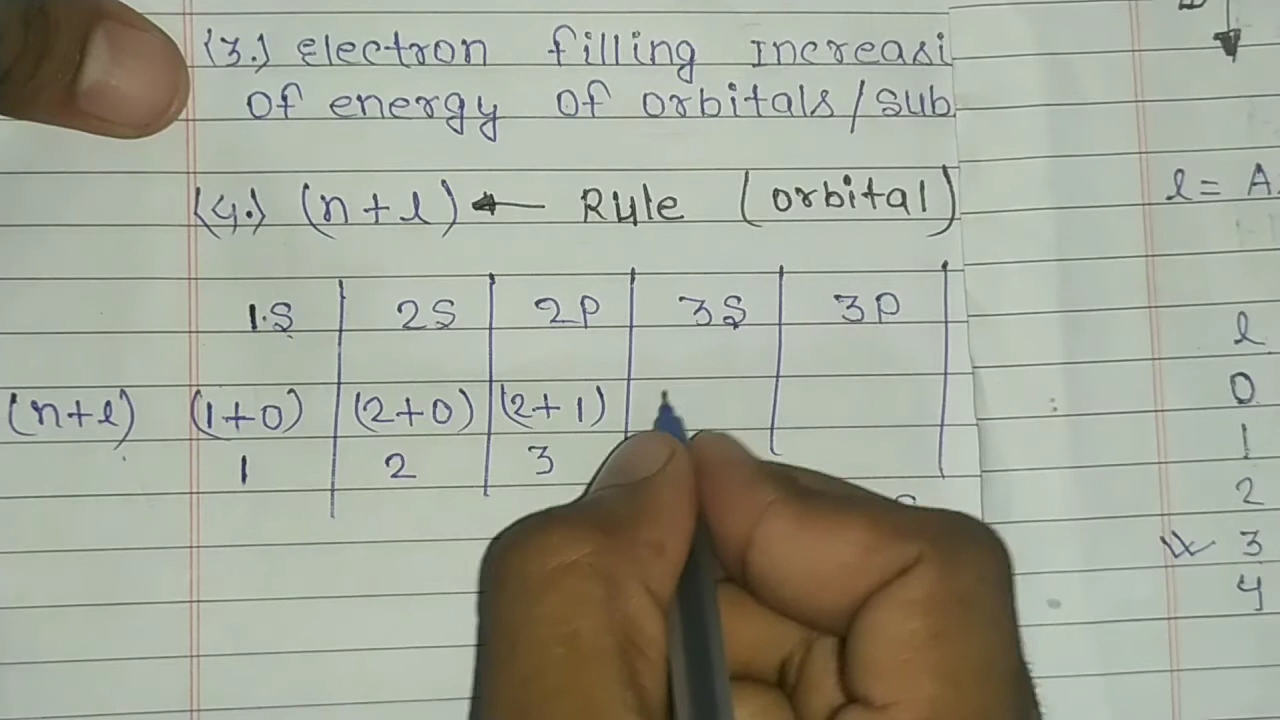 (3.) Electron filling Increasi
of energy of orbitals/sub
(4.) (n+l) ← Rule (orbital)
1.S 2S 2P 3S 3P
(n+l) (1+0) (2+0) (2+1)
1 2 3
l = A.
l
0
1
2
3
4